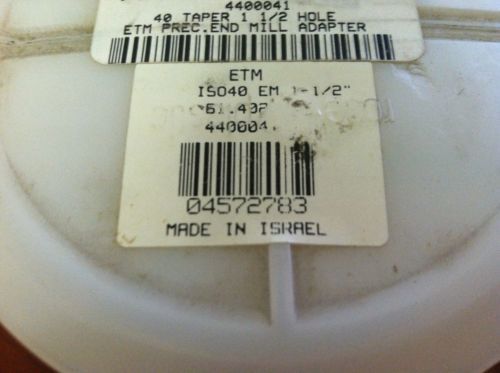 4400041
40 TAPER 1 1/2 HOLE
ETM PREC.END MILL ADAPTER
ETM
ISO40 EM 1-1/2"
04572783
MADE IN ISRAEL